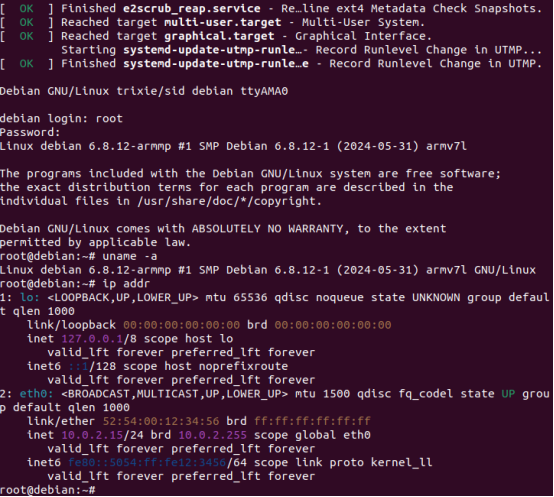 [  OK  ] Finished e2scrub_reap.service - Re…line ext4 Metadata Check Snapshots.
[  OK  ] Reached target multi-user.target - Multi-User System.
[  OK  ] Reached target graphical.target - Graphical Interface.
         Starting systemd-update-utmp-runle…- Record Runlevel Change in UTMP...
[  OK  ] Finished systemd-update-utmp-runle…e - Record Runlevel Change in UTMP.
Debian GNU/Linux trixie/sid debian ttyAMA0
debian login: root
Password:
Linux debian 6.8.12-armmp #1 SMP Debian 6.8.12-1 (2024-05-31) armv7l
The programs included with the Debian GNU/Linux system are free software;
the exact distribution terms for each program are described in the
individual files in /usr/share/doc/*/copyright.
Debian GNU/Linux comes with ABSOLUTELY NO WARRANTY, to the extent
permitted by applicable law.
root@debian:~# uname -a
Linux debian 6.8.12-armmp #1 SMP Debian 6.8.12-1 (2024-05-31) armv7l GNU/Linux
root@debian:~# ip addr
1: lo: <LOOPBACK,UP,LOWER_UP> mtu 65536 qdisc noqueue state UNKNOWN group defaul
t qlen 1000
    link/loopback 00:00:00:00:00:00 brd 00:00:00:00:00:00
    inet 127.0.0.1/8 scope host lo
       valid_lft forever preferred_lft forever
    inet6 ::1/128 scope host noprefixroute
       valid_lft forever preferred_lft forever
2: eth0: <BROADCAST,MULTICAST,UP,LOWER_UP> mtu 1500 qdisc fq_codel state UP grou
p default qlen 1000
    link/ether 52:54:00:12:34:56 brd ff:ff:ff:ff:ff:ff
    inet 10.0.2.15/24 brd 10.0.2.255 scope global eth0
       valid_lft forever preferred_lft forever
    inet6 fe80::5054:ff:fe12:3456/64 scope link proto kernel_ll
       valid_lft forever preferred_lft forever
root@debian:~#